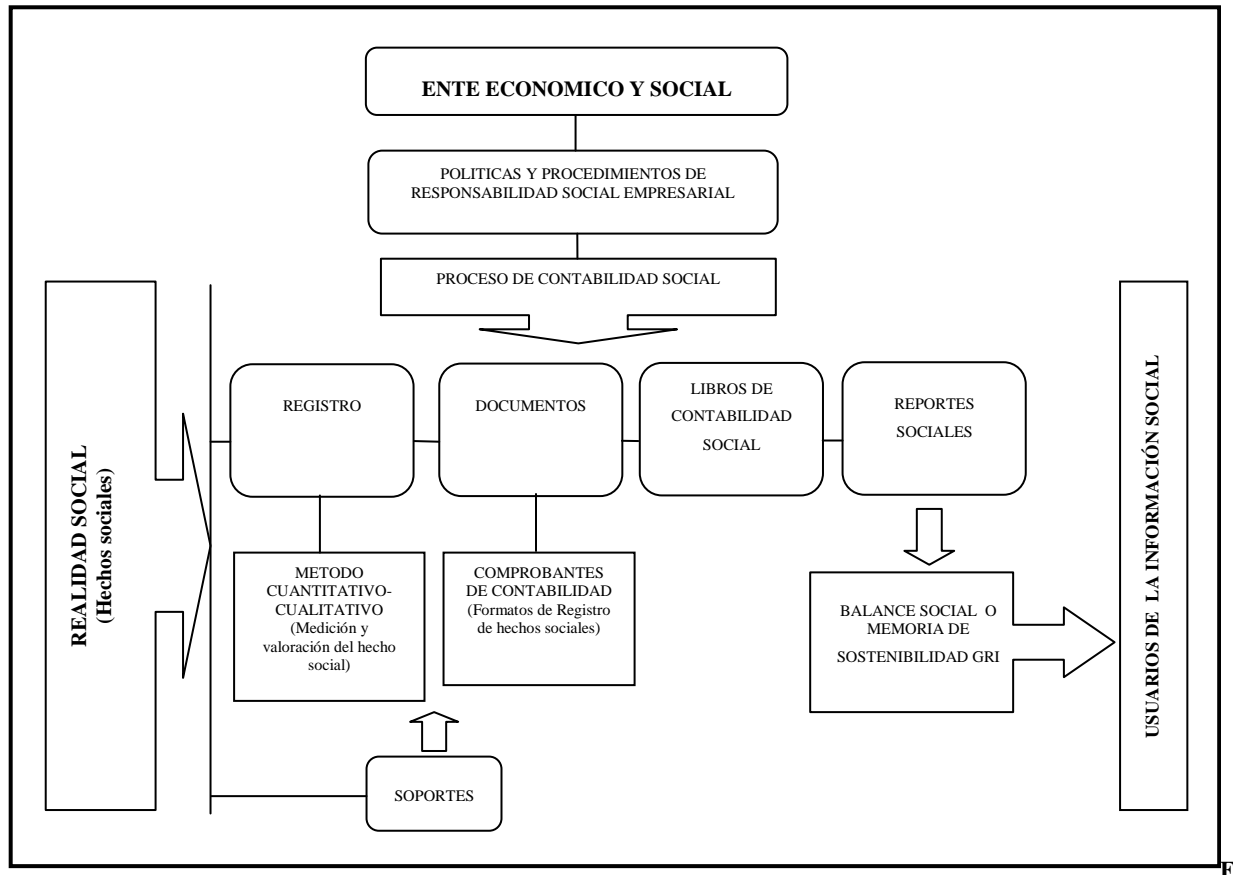 ENTE ECONOMICO Y SOCIAL
POLITICAS Y PROCEDIMIENTOS DE
RESPONSABILIDAD SOCIAL EMPRESARIAL
PROCESO DE CONTABILIDAD SOCIAL
REALIDAD SOCIAL
(Hechos sociales)
REGISTRO
DOCUMENTOS
LIBROS DE
CONTABILIDAD
SOCIAL
REPORTES
SOCIALES
METODO
CUANTITATIVO-
CUALITATIVO
(Medición y
valoración del hecho
social)
COMPROBANTES
DE CONTABILIDAD
(Formatos de Registro
de hechos sociales)
BALANCE SOCIAL O
MEMORIA DE
SOSTENIBILIDAD GRI
SOPORTES
USUARIOS DE LA INFORMACIÓN SOCIAL